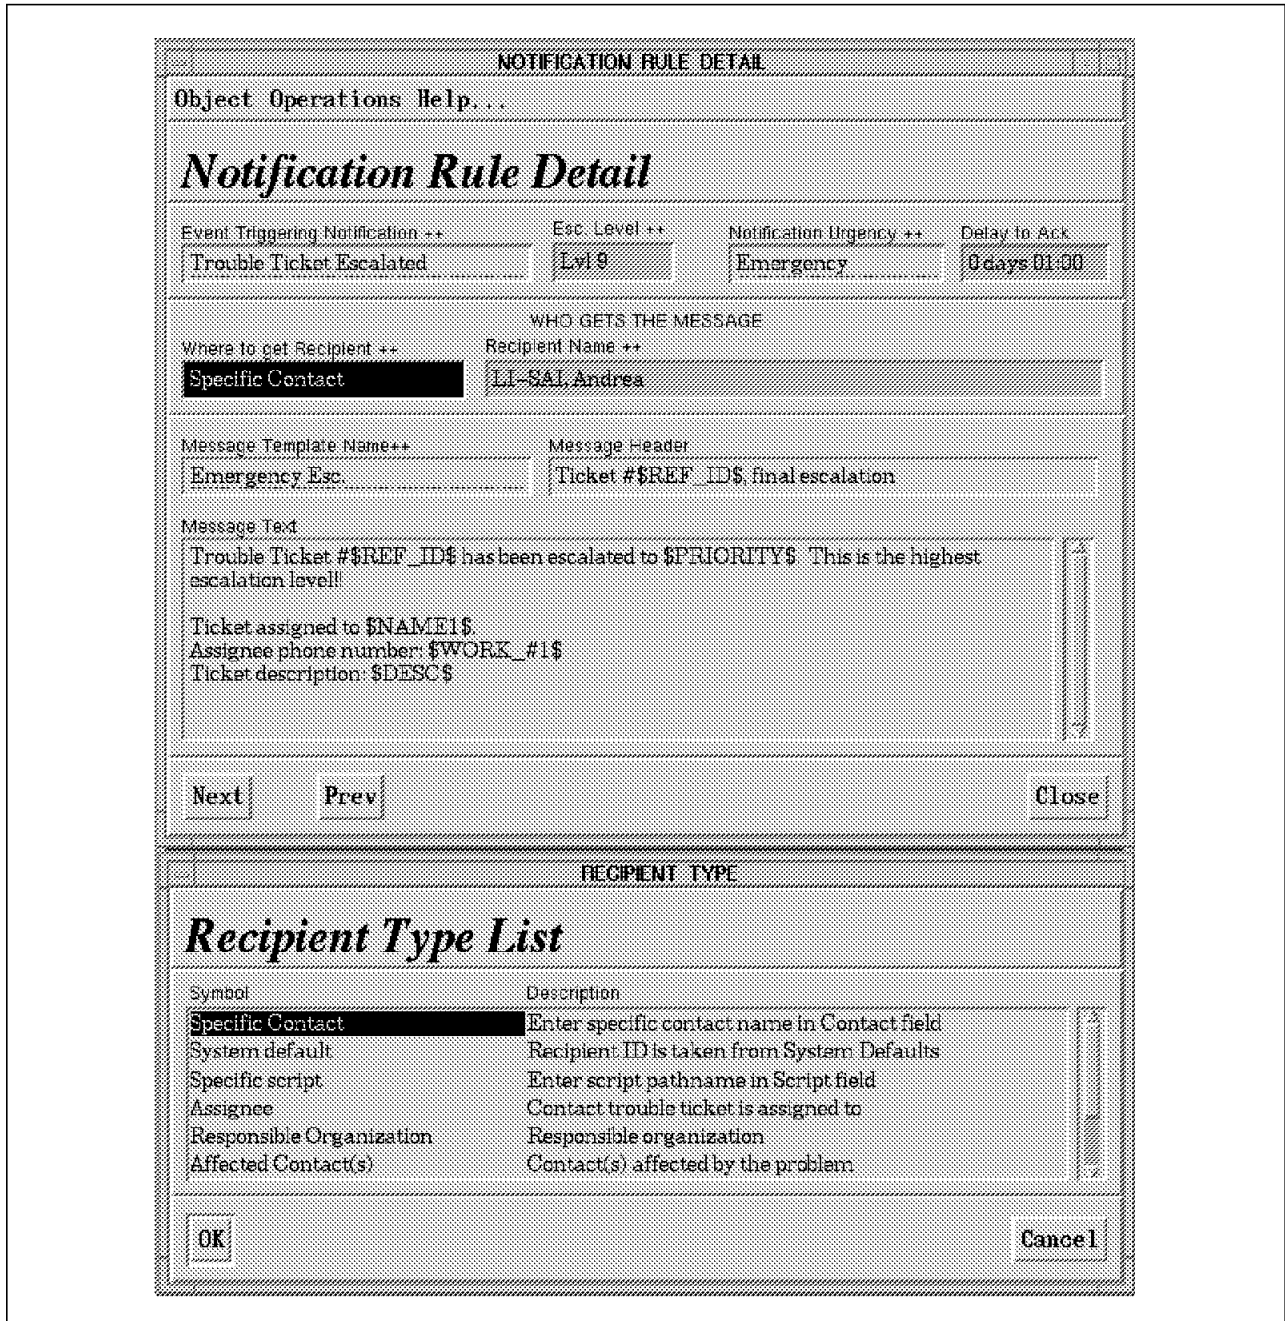 NOTIFICATION RULE DETAIL
Object Operations Help...
Notification Rule Detail
Event Triggering Notification ++ Esc. Level ++ Notification Urgency ++ Delay to Ack
Trouble Ticket Escalated Lvl 9 Emergency 0 days 01:00
WHO GETS THE MESSAGE
Where to get Recipient ++ Recipient Name ++
Specific Contact LI-SAI, Andrea
Message Template Name++ Message Header
Emergency Esc. Ticket #$REF_ID$, final escalation
Message Text
Trouble Ticket #$REF_ID$ has been escalated to $PRIORITY$. This is the highest
escalation level!!
Ticket assigned to $NAME1$.
Assignee phone number: $WORK_#1$
Ticket description: $DESC$
Next Prev Close
RECIPIENT TYPE
Recipient Type List
Symbol Description
Specific Contact Enter specific contact name in Contact field
System default Recipient ID is taken from System Defaults
Specific script Enter script pathname in Script field
Assignee Contact trouble ticket is assigned to
Responsible Organization Responsible organization
Affected Contact(s) Contact(s) affected by the problem
OK Cancel